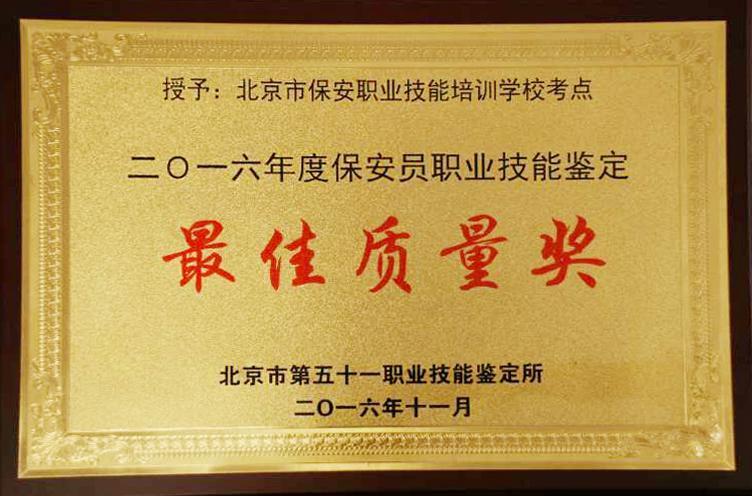 授予：北京市保安职业技能培训学校考点
二〇一六年度保安员职业技能鉴定
最佳质量奖
北京市第五十一职业技能鉴定所
二〇一六年十一月